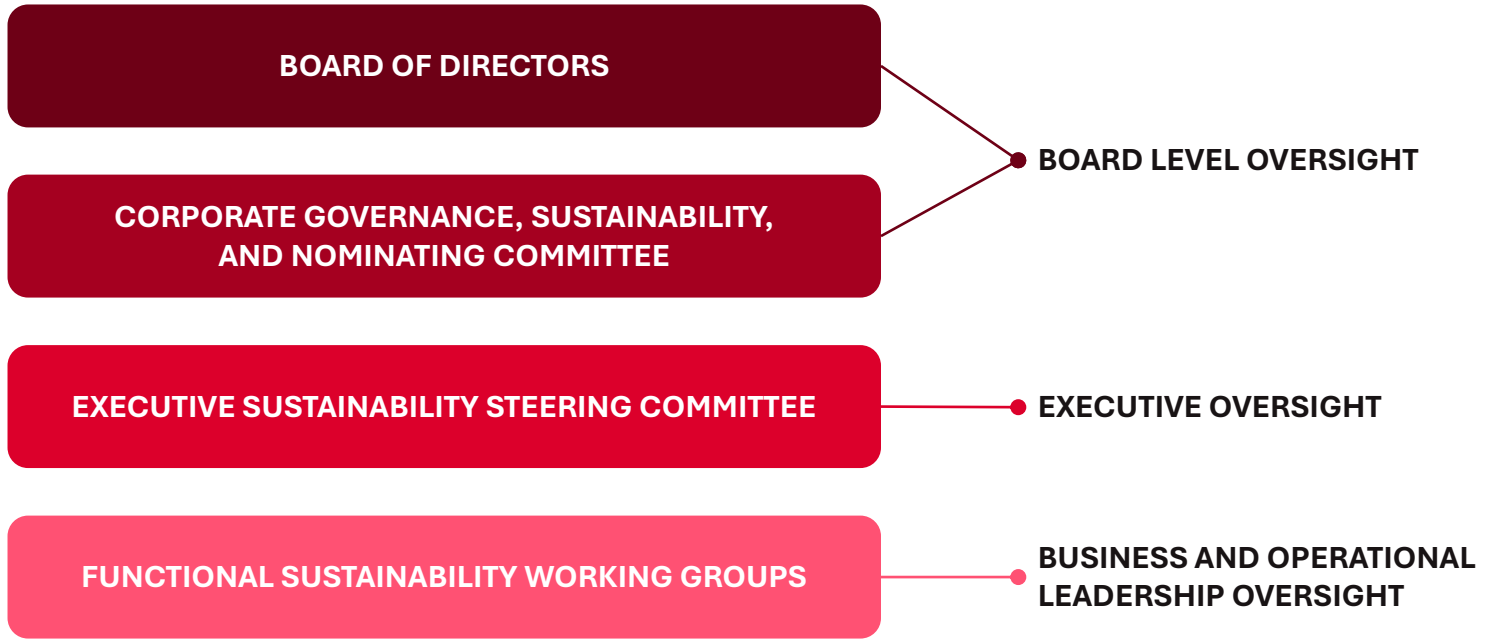 BOARD OF DIRECTORS
BOARD LEVEL OVERSIGHT
CORPORATE GOVERNANCE, SUSTAINABILITY,
AND NOMINATING COMMITTEE
EXECUTIVE SUSTAINABILITY STEERING COMMITTEE
EXECUTIVE OVERSIGHT
FUNCTIONAL SUSTAINABILITY WORKING GROUPS
BUSINESS AND OPERATIONAL
LEADERSHIP OVERSIGHT